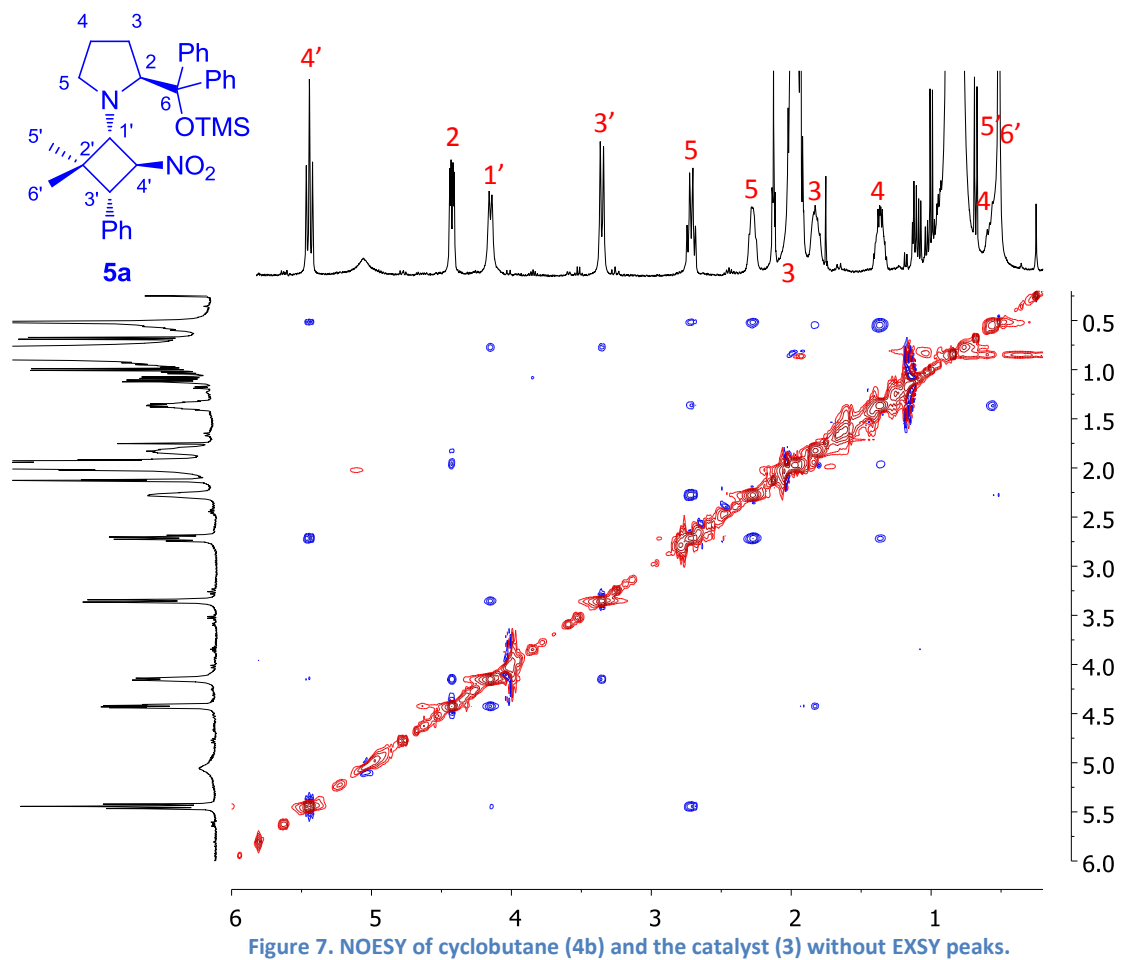 4 3
2 Ph
Ph
5 6
N OTMS
5' 1'
2'
NO2
6' 4'
3'
Ph
5a
4’ 2 1’ 3’ 5 5 3 3 4 4 5’ 6’
0.5
1.0
1.5
2.0
2.5
3.0
3.5
4.0
4.5
5.0
5.5
6.0
6 5 4 3 2 1
Figure 7. NOESY of cyclobutane (4b) and the catalyst (3) without EXSY peaks.